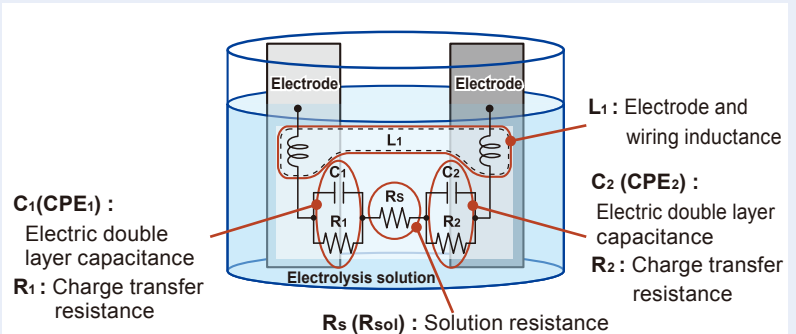 Electrode
Electrode
L1 : Electrode and
wiring inductance
L1
C1
C2
Rs
R1
R2
C1(CPE1) :
Electric double
layer capacitance
R1 : Charge transfer
resistance
C2 (CPE2) :
Electric double layer
capacitance
R2 : Charge transfer
resistance
Electrolysis solution
Rs (Rsol) : Solution resistance